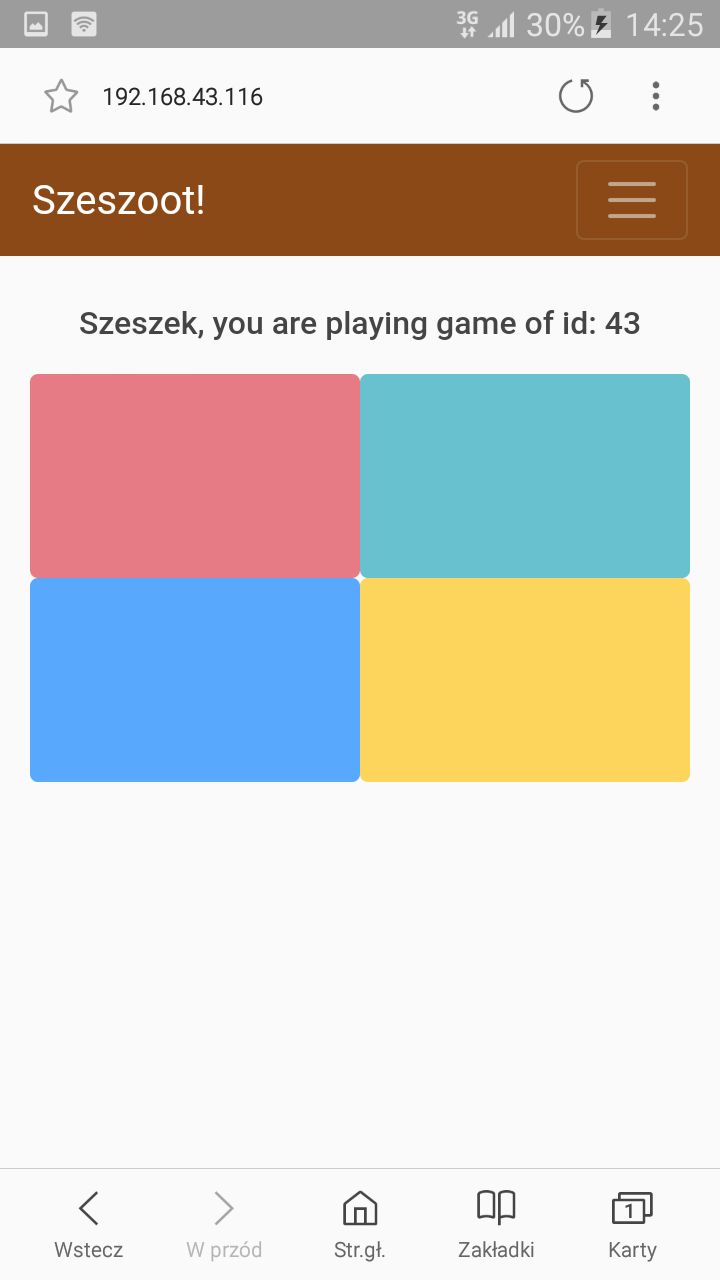 3G 30% 14:25
192.168.43.116
Szeszoot!
Szeszek, you are playing game of id: 43
1
Wstecz W przód Str.gł. Zakładki Karty